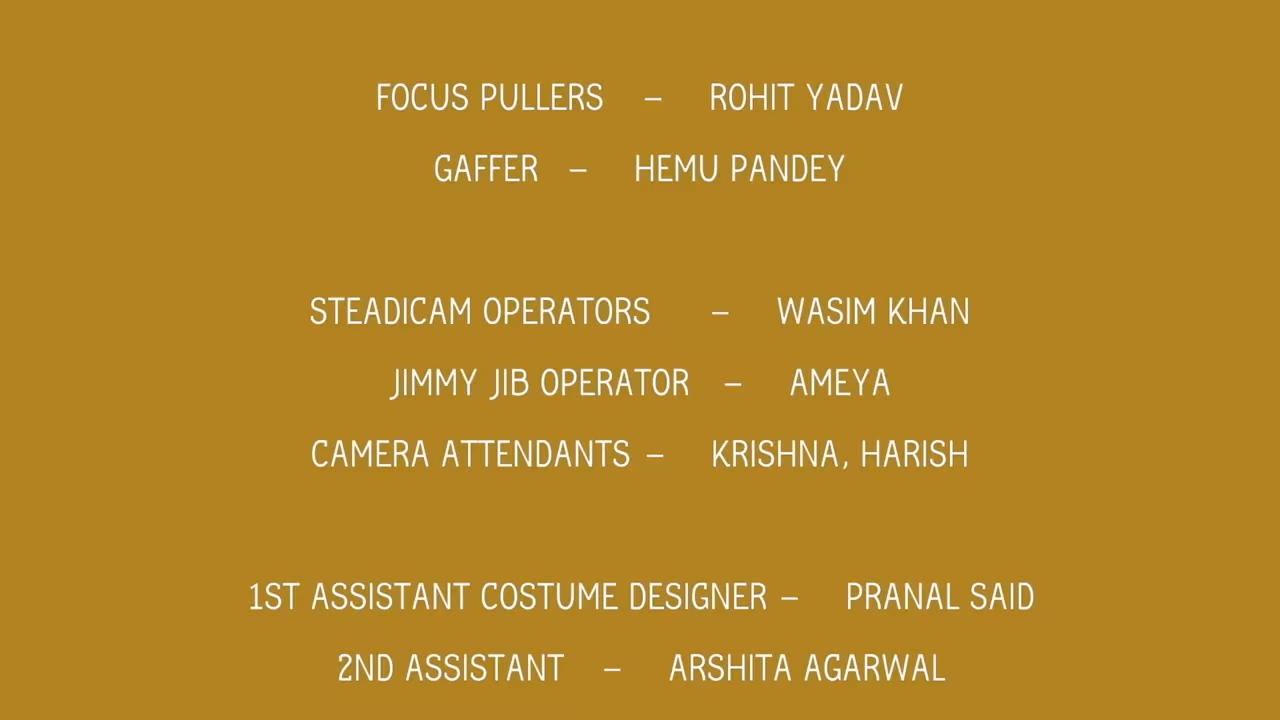 FOCUS PULLERS – ROHIT YADAV
GAFFER – HEMU PANDEY
STEADICAM OPERATORS – WASIM KHAN
JIMMY JIB OPERATOR – AMEYA
CAMERA ATTENDANTS – KRISHNA, HARISH
1ST ASSISTANT COSTUME DESIGNER – PRANAL SAID
2ND ASSISTANT – ARSHITA AGARWAL